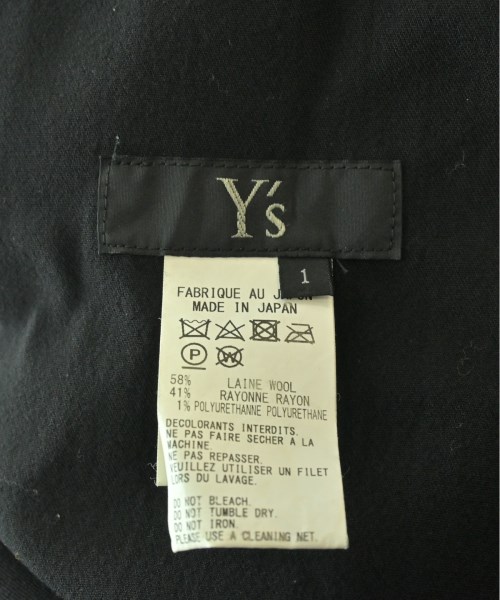 Y's
1
FABRIQUE AU JAPON
MADE IN JAPAN
P W
58% LAINE WOOL
41% RAYONNE RAYON
1% POLYURETHANNE POLYURETHANE
DECOLORANTS INTERDITS.
NE PAS FAIRE SECHER A LA
MACHINE.
NE PAS REPASSER.
VEUILLEZ UTILISER UN FILET
LORS DU LAVAGE.
DO NOT BLEACH.
DO NOT TUMBLE DRY.
DO NOT IRON.
PLEASE USE A CLEANING NET.